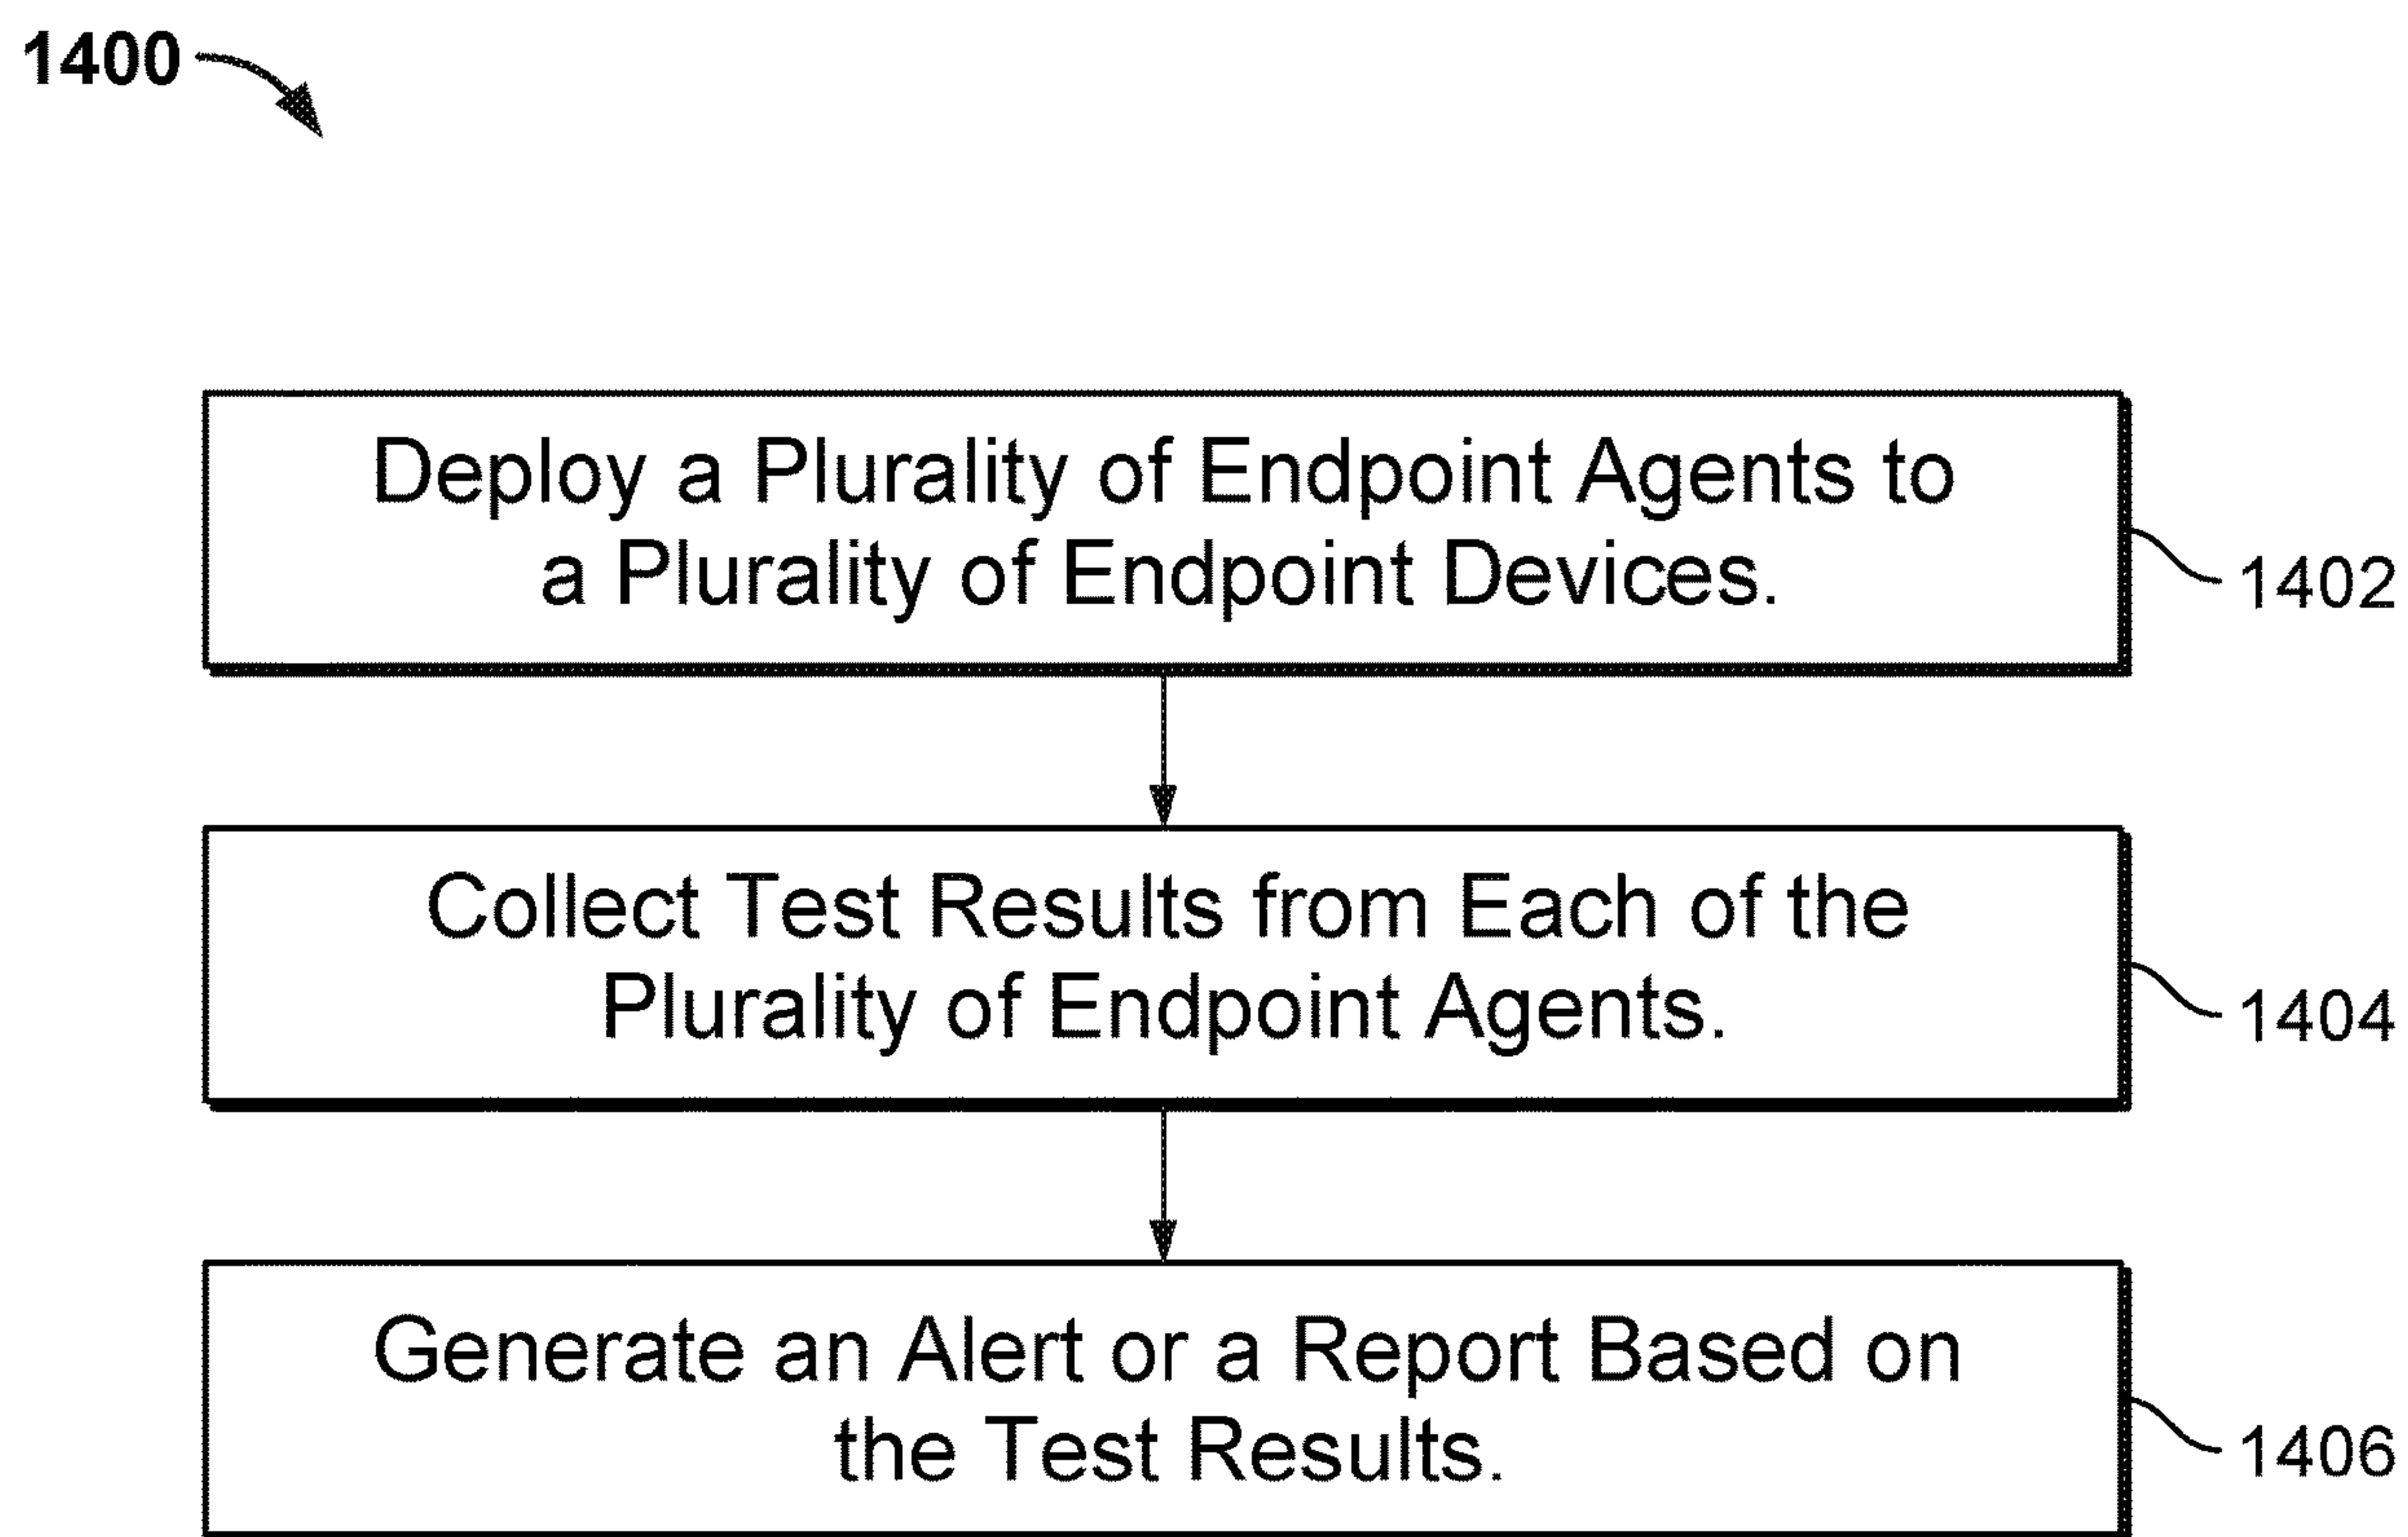 1400
Deploy a Plurality of Endpoint Agents to
a Plurality of Endpoint Devices.
1402
Collect Test Results from Each of the
Plurality of Endpoint Agents.
1404
Generate an Alert or a Report Based on
the Test Results.
1406